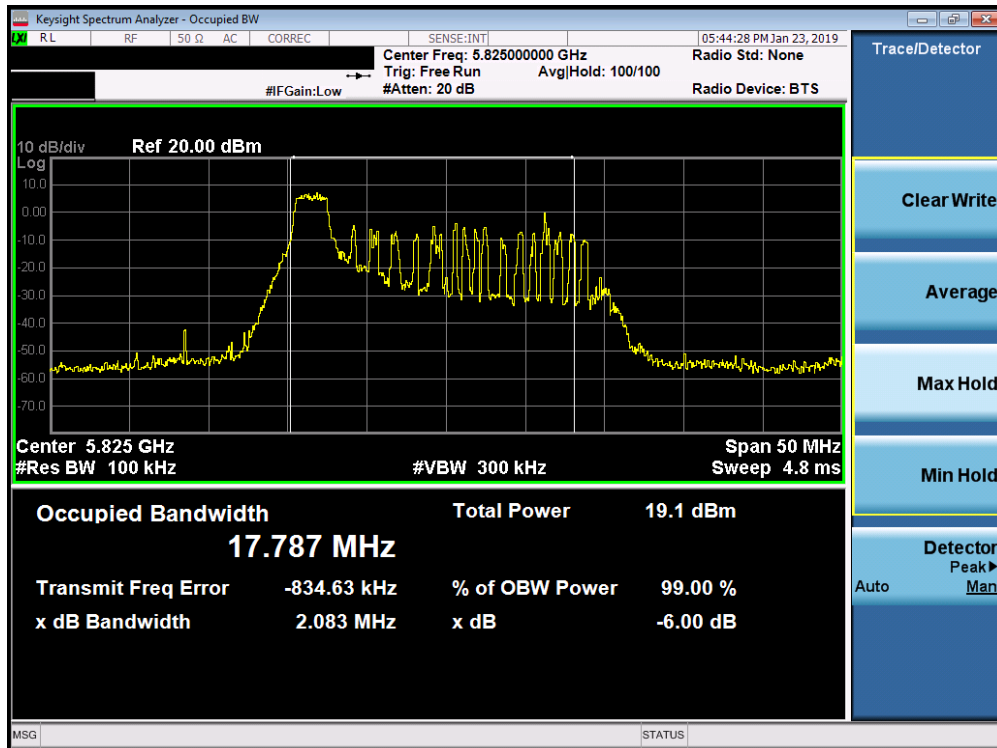 Keysight Spectrum Analyzer - Occupied BW
LXI RL RF 50 Ω AC CORREC SENSE:INT 05:44:28 PM Jan 23, 2019
Center Freq: 5.825000000 GHz Radio Std: None
Trig: Free Run Avg|Hold: 100/100
#IFGain:Low #Atten: 20 dB Radio Device: BTS
10 dB/div Ref 20.00 dBm
Log
10.0
0.00
-10.0
-20.0
-30.0
-40.0
-50.0
-60.0
-70.0
Center 5.825 GHz Span 50 MHz
#Res BW 100 kHz #VBW 300 kHz Sweep 4.8 ms
Occupied Bandwidth Total Power 19.1 dBm
17.787 MHz
Transmit Freq Error -834.63 kHz % of OBW Power 99.00 %
x dB Bandwidth 2.083 MHz x dB -6.00 dB
MSG STATUS
Trace/Detector
Clear Write
Average
Max Hold
Min Hold
Detector
Peak▶
Auto Man